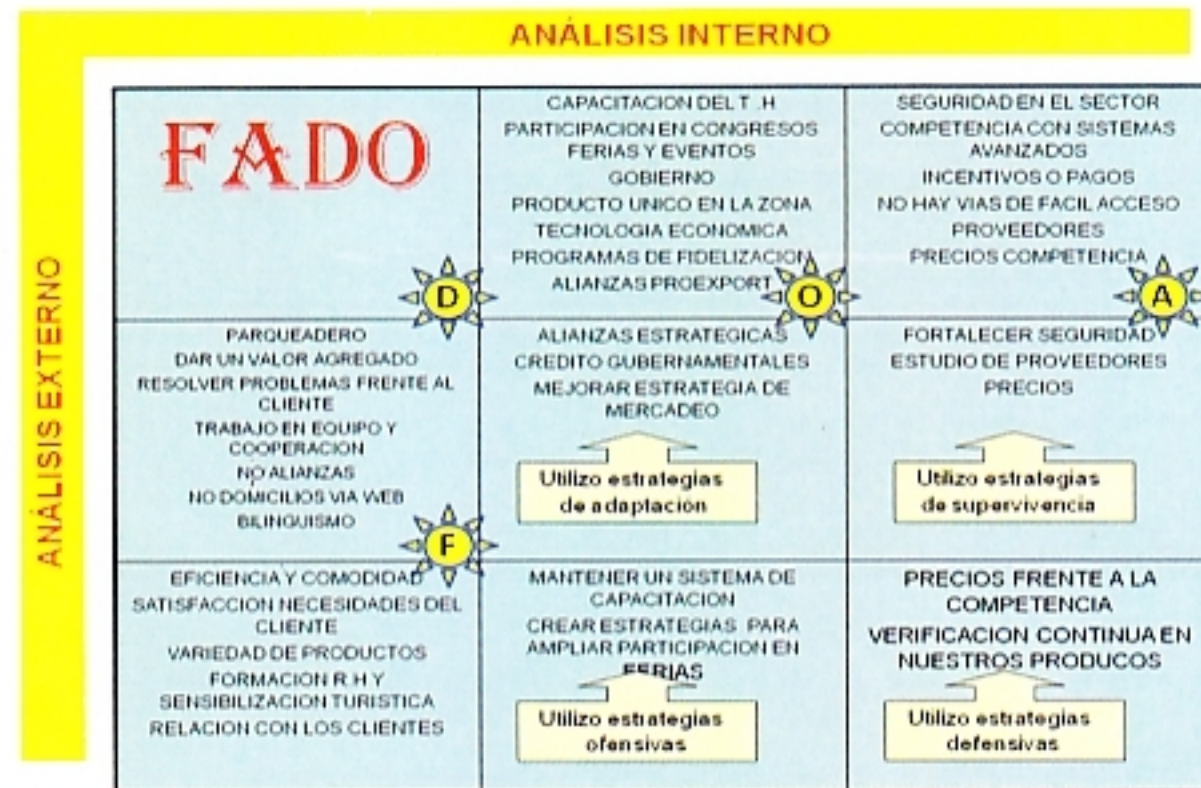 ANÁLISIS INTERNO
ANÁLISIS EXTERNO
FADO
D
CAPACITACION DEL T .H
PARTICIPACION EN CONGRESOS
FERIAS Y EVENTOS
GOBIERNO
PRODUCTO UNICO EN LA ZONA
TECNOLOGIA ECONOMICA
PROGRAMAS DE FIDELIZACION
ALIANZAS PROEXPORT
O
SEGURIDAD EN EL SECTOR
COMPETENCIA CON SISTEMAS
AVANZADOS
INCENTIVOS O PAGOS
NO HAY VIAS DE FACIL ACCESO
PROVEEDORES
PRECIOS COMPETENCIA
A
PARQUEADERO
DAR UN VALOR AGREGADO
RESOLVER PROBLEMAS FRENTE AL
CLIENTE
TRABAJO EN EQUIPO Y
COOPERACION
NO ALIANZAS
NO DOMICILIOS VIA WEB
BILINGUISMO
F
ALIANZAS ESTRATEGICAS
CREDITO GUBERNAMENTALES
MEJORAR ESTRATEGIA DE
MERCADEO
Utilizo estrategias
de adaptación
FORTALECER SEGURIDAD
ESTUDIO DE PROVEEDORES
PRECIOS
Utilizo estrategias
de supervivencia
EFICIENCIA Y COMODIDAD
SATISFACCION NECESIDADES DEL
CLIENTE
VARIEDAD DE PRODUCTOS
FORMACION R.H Y
SENSIBILIZACION TURISTICA
RELACION CON LOS CLIENTES
MANTENER UN SISTEMA DE
CAPACITACION
CREAR ESTRATEGIAS PARA
AMPLIAR PARTICIPACION EN
FERIAS
Utilizo estrategias
ofensivas
PRECIOS FRENTE A LA
COMPETENCIA
VERIFICACION CONTINUA EN
NUESTROS PRODUCOS
Utilizo estrategias
defensivas